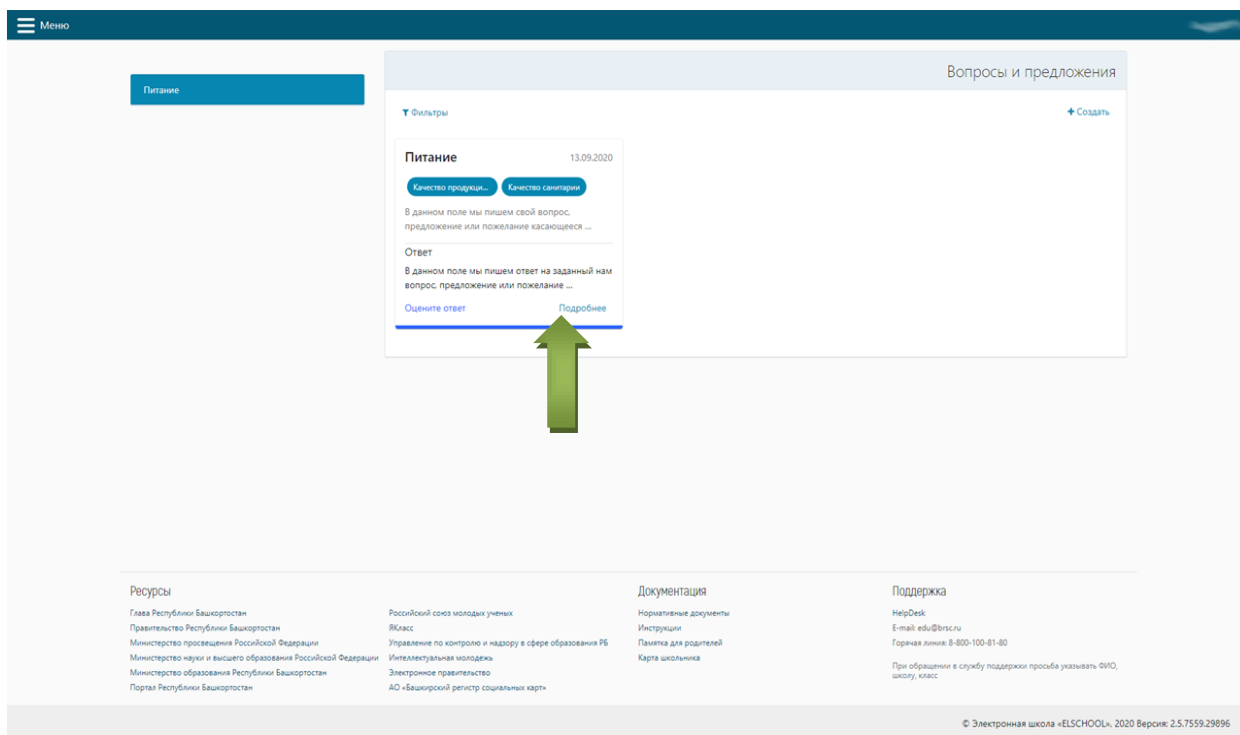 Меню
Питание
Вопросы и предложения
Фильтры
Создать
Питание
13.09.2020
Качество продукци...
Качество санитарии
В данном поле мы пишем свой вопрос,
предложение или пожелание касающееся ...
Ответ
В данном поле мы пишем ответ на заданный нам
вопрос, предложение или пожелание ...
Оцените ответ
Подробнее
Ресурсы
Глава Республики Башкортостан
Правительство Республики Башкортостан
Министерство просвещения Российской Федерации
Министерство науки и высшего образования Российской Федерации
Министерство образования Республики Башкортостан
Портал Республики Башкортостан
Российский союз молодых ученых
ЯКласс
Управление по контролю и надзору в сфере образования РБ
Интеллектуальная молодежь
Электронное правительство
АО «Башкирский регистр социальных карт»
Документация
Нормативные документы
Инструкции
Памятка для родителей
Карта школьника
Поддержка
HelpDesk
E-mail: edu@brsc.ru
Горячая линия: 8-800-100-81-80
При обращении в службу поддержки просьба указывать ФИО,
школу, класс
© Электронная школа «ELSCHOOL», 2020 Версия: 2.5.7559.29896